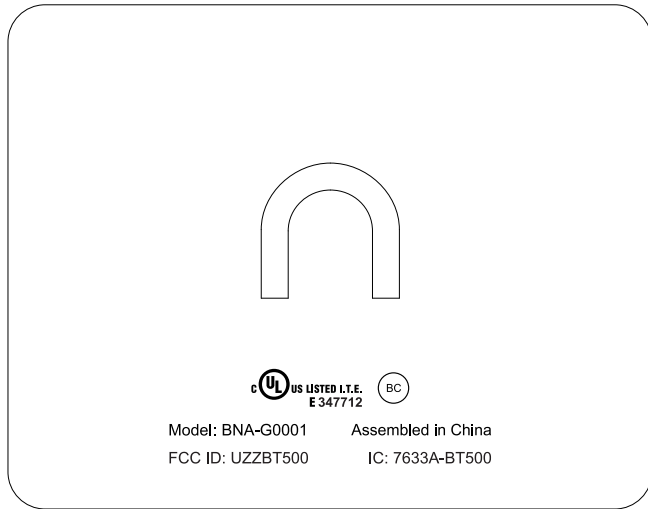 C UL US LISTED I.T.E. BC
E 347712
Model: BNA-G0001 Assembled in China
FCC ID: UZZBT500 IC: 7633A-BT500